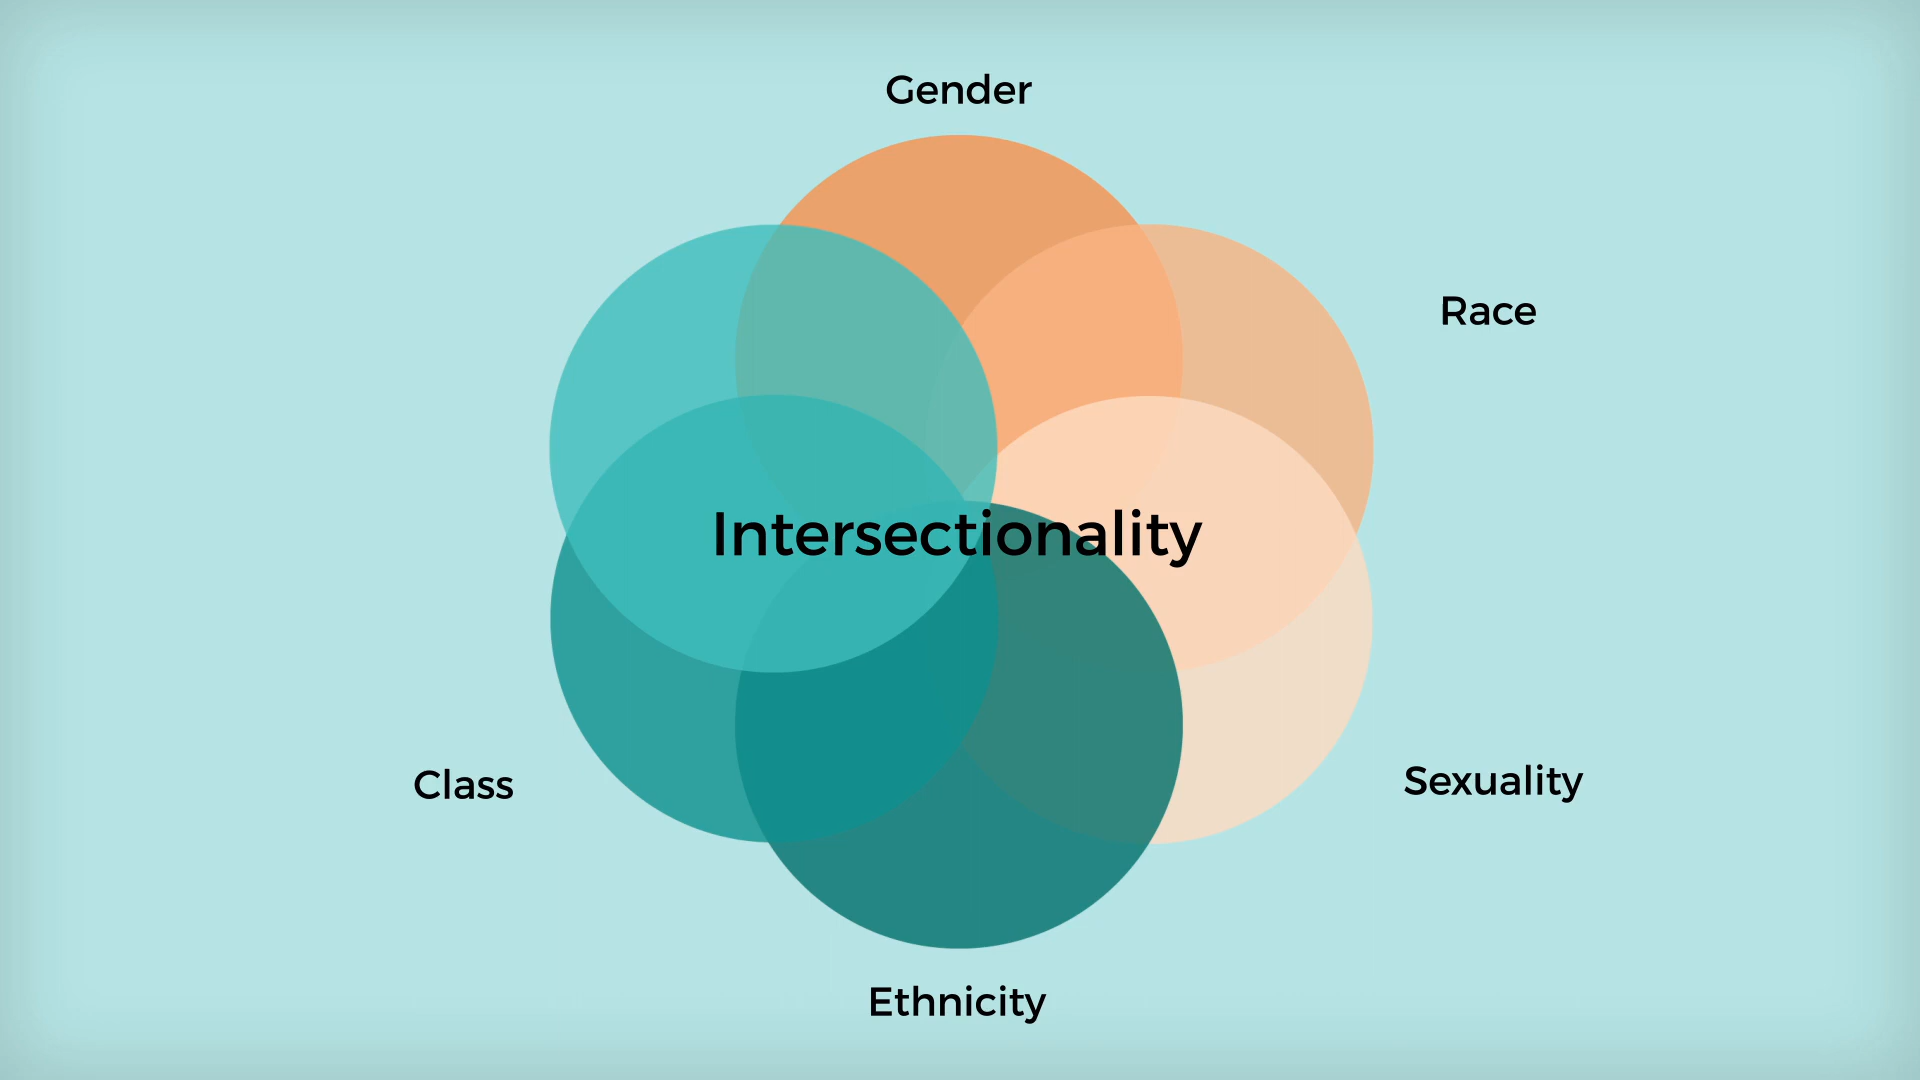 Gender
Race
Intersectionality
Class
Sexuality
Ethnicity